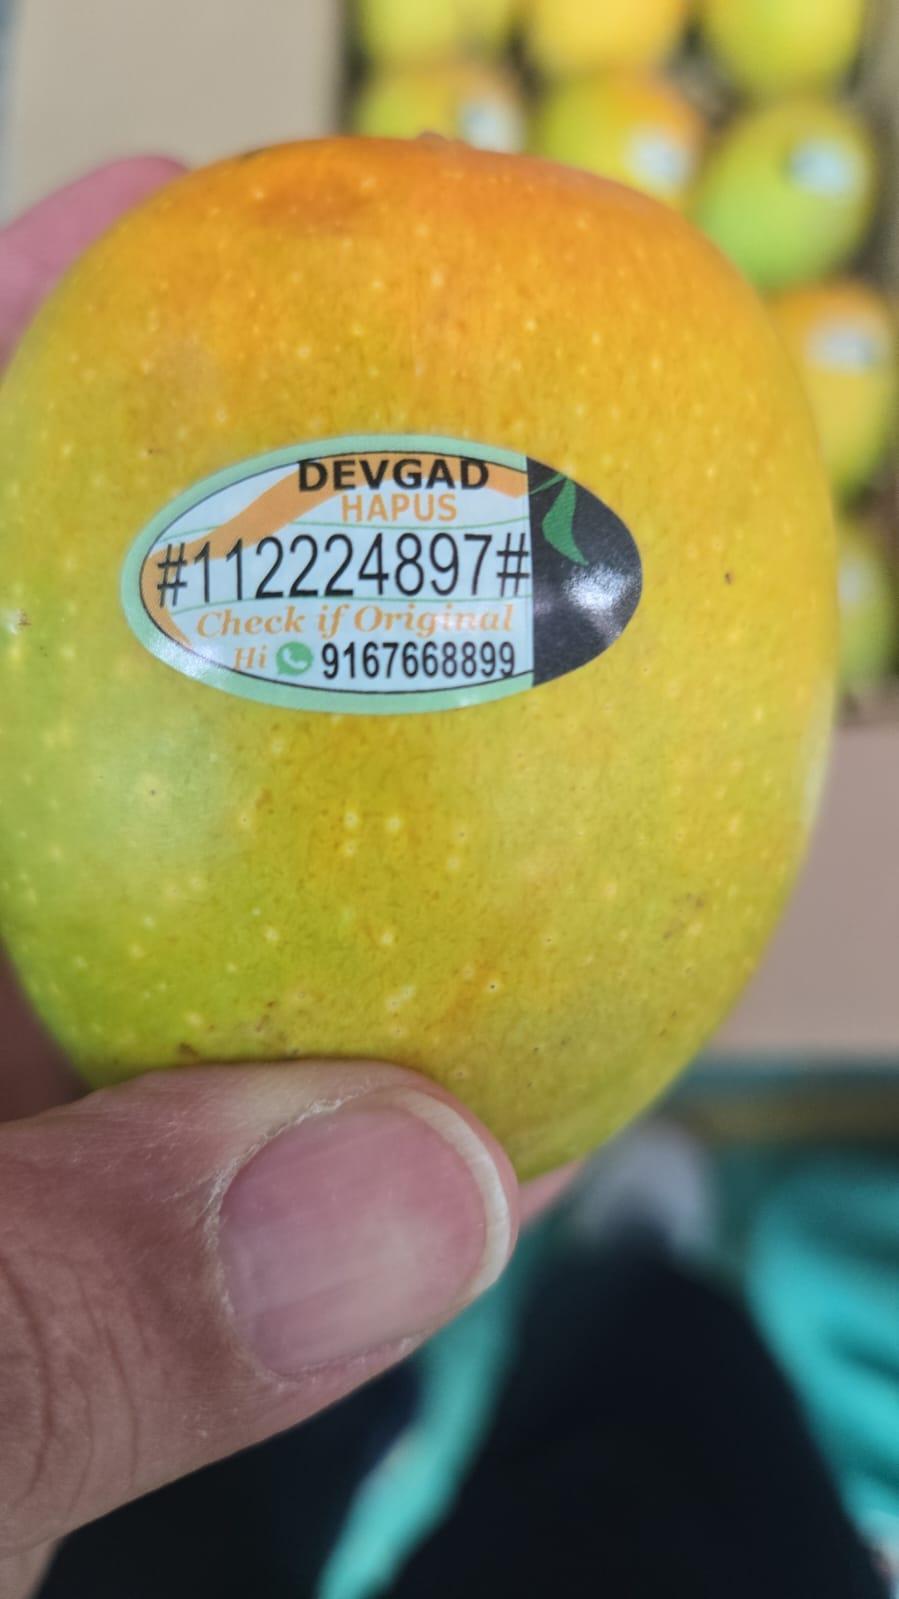 DEVGAD
HAPUS
#112224897#
Check if Original
Hi 9167668899